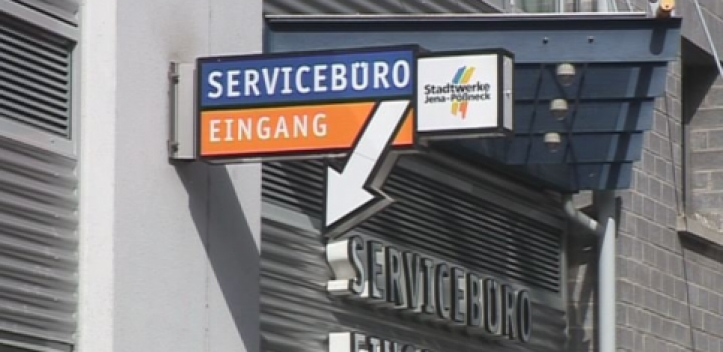 SERVICEBÜRO
EINGANG
Stadtwerke
Jena-Pößneck
SERVICEBÜRO